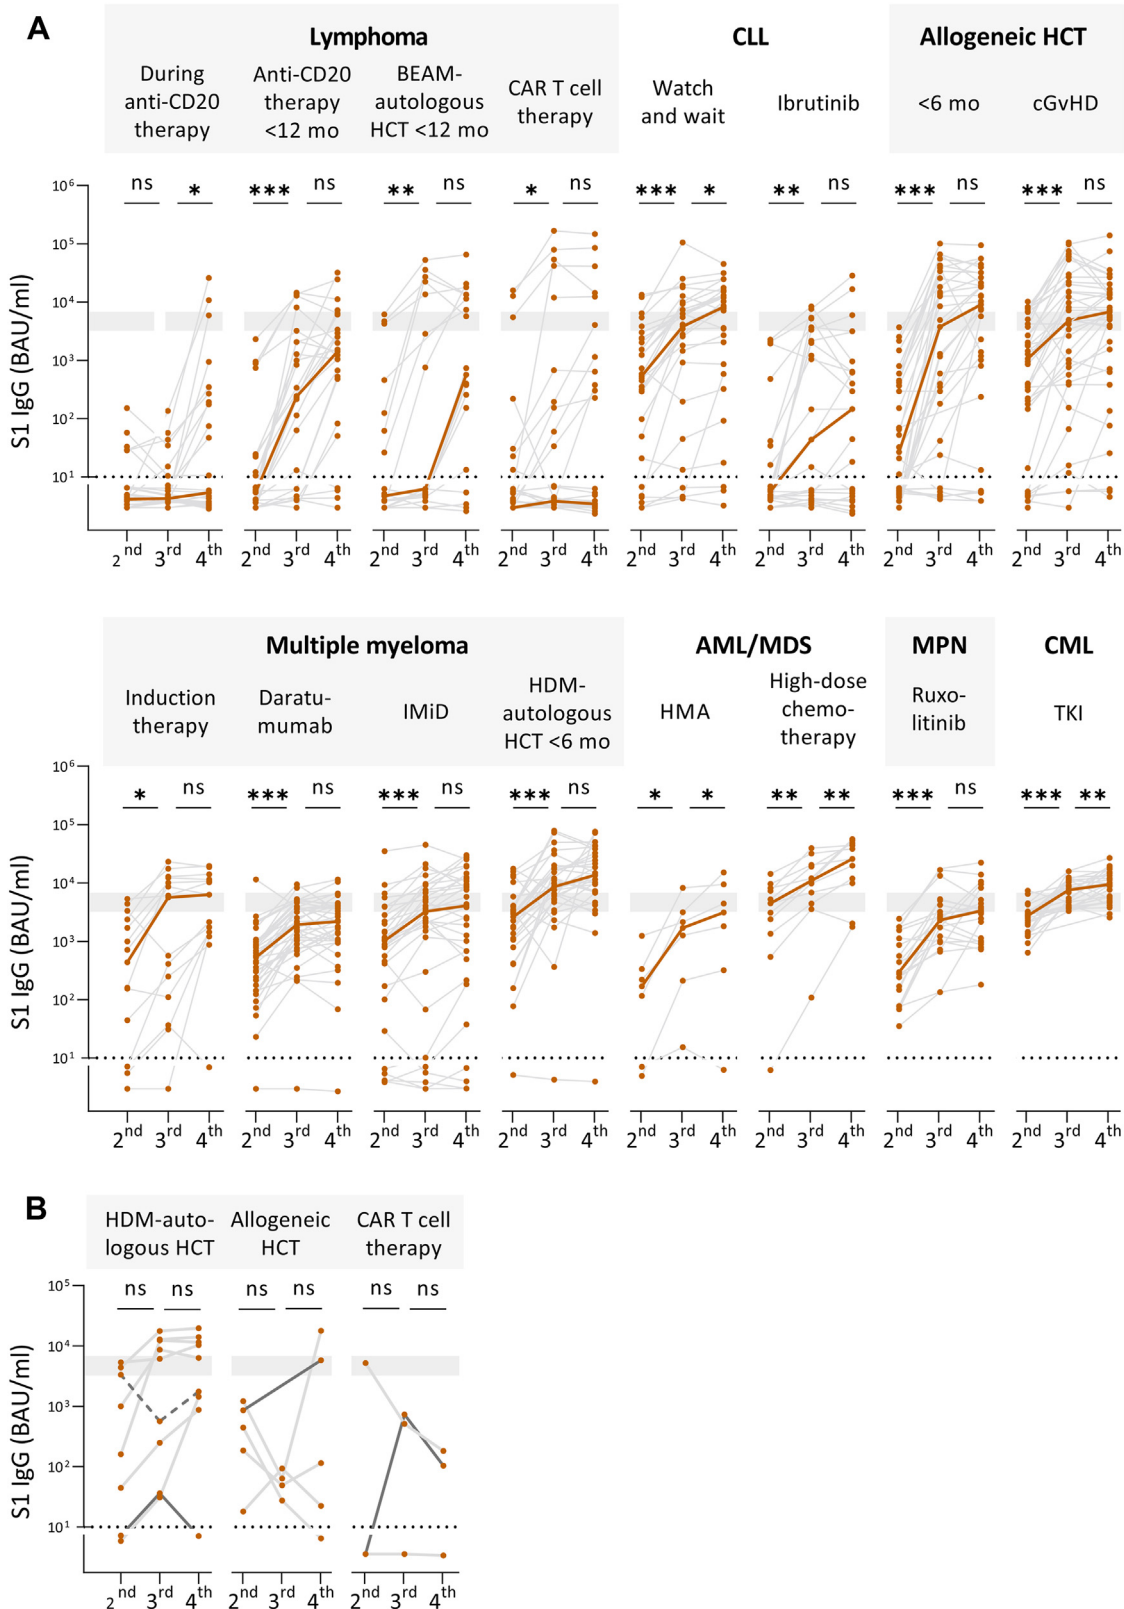 A
Lymphoma
CLL
Allogeneic HCT
During
anti-CD20
therapy
Anti-CD20
therapy
<12 mo
BEAM-
autologous
HCT <12 mo
CAR T cell
therapy
Watch
and wait
Ibrutinib
<6 mo
cGvHD
ns * *** ns ** ns * ns *** * ** ns *** ns *** ns
S1 IgG (BAU/ml)
10⁶
10⁵
10⁴
10³
10²
10¹
2nd 3rd 4th 2nd 3rd 4th 2nd 3rd 4th 2nd 3rd 4th 2nd 3rd 4th 2nd 3rd 4th 2nd 3rd 4th 2nd 3rd 4th
Multiple myeloma
AML/MDS
MPN
CML
Induction
therapy
Daratu-
mumab
IMiD
HDM-
autologous
HCT <6 mo
HMA
High-dose
chemo-
therapy
Ruxo-
litinib
TKI
* ns *** ns *** ns *** ns * * ** ** *** ns *** **
S1 IgG (BAU/ml)
10⁶
10⁵
10⁴
10³
10²
10¹
2nd 3rd 4th 2nd 3rd 4th 2nd 3rd 4th 2nd 3rd 4th 2nd 3rd 4th 2nd 3rd 4th 2nd 3rd 4th 2nd 3rd 4th
B
HDM-auto-
logous HCT
Allogeneic
HCT
CAR T cell
therapy
ns ns ns ns ns ns
S1 IgG (BAU/ml)
10⁵
10⁴
10³
10²
10¹
2nd 3rd 4th 2nd 3rd 4th 2nd 3rd 4th